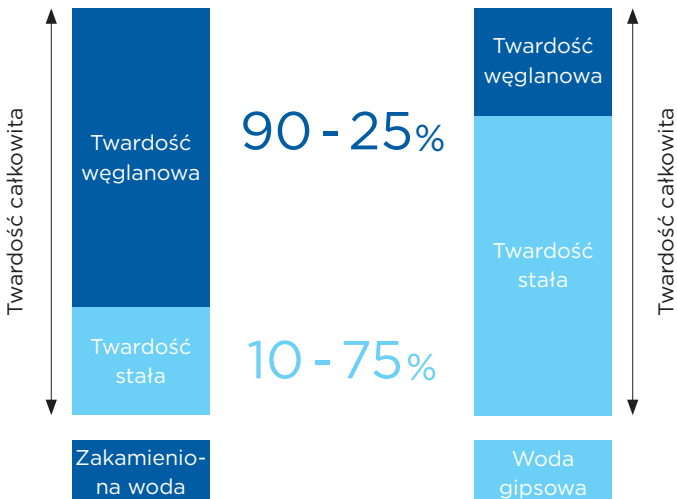 Twardość całkowita
Twardość
węglanowa
90 - 25%
Twardość
węglanowa
Twardość
stała
10 - 75%
Twardość
stała
Twardość całkowita
Zakamienio-
na woda
Woda
gipsowa